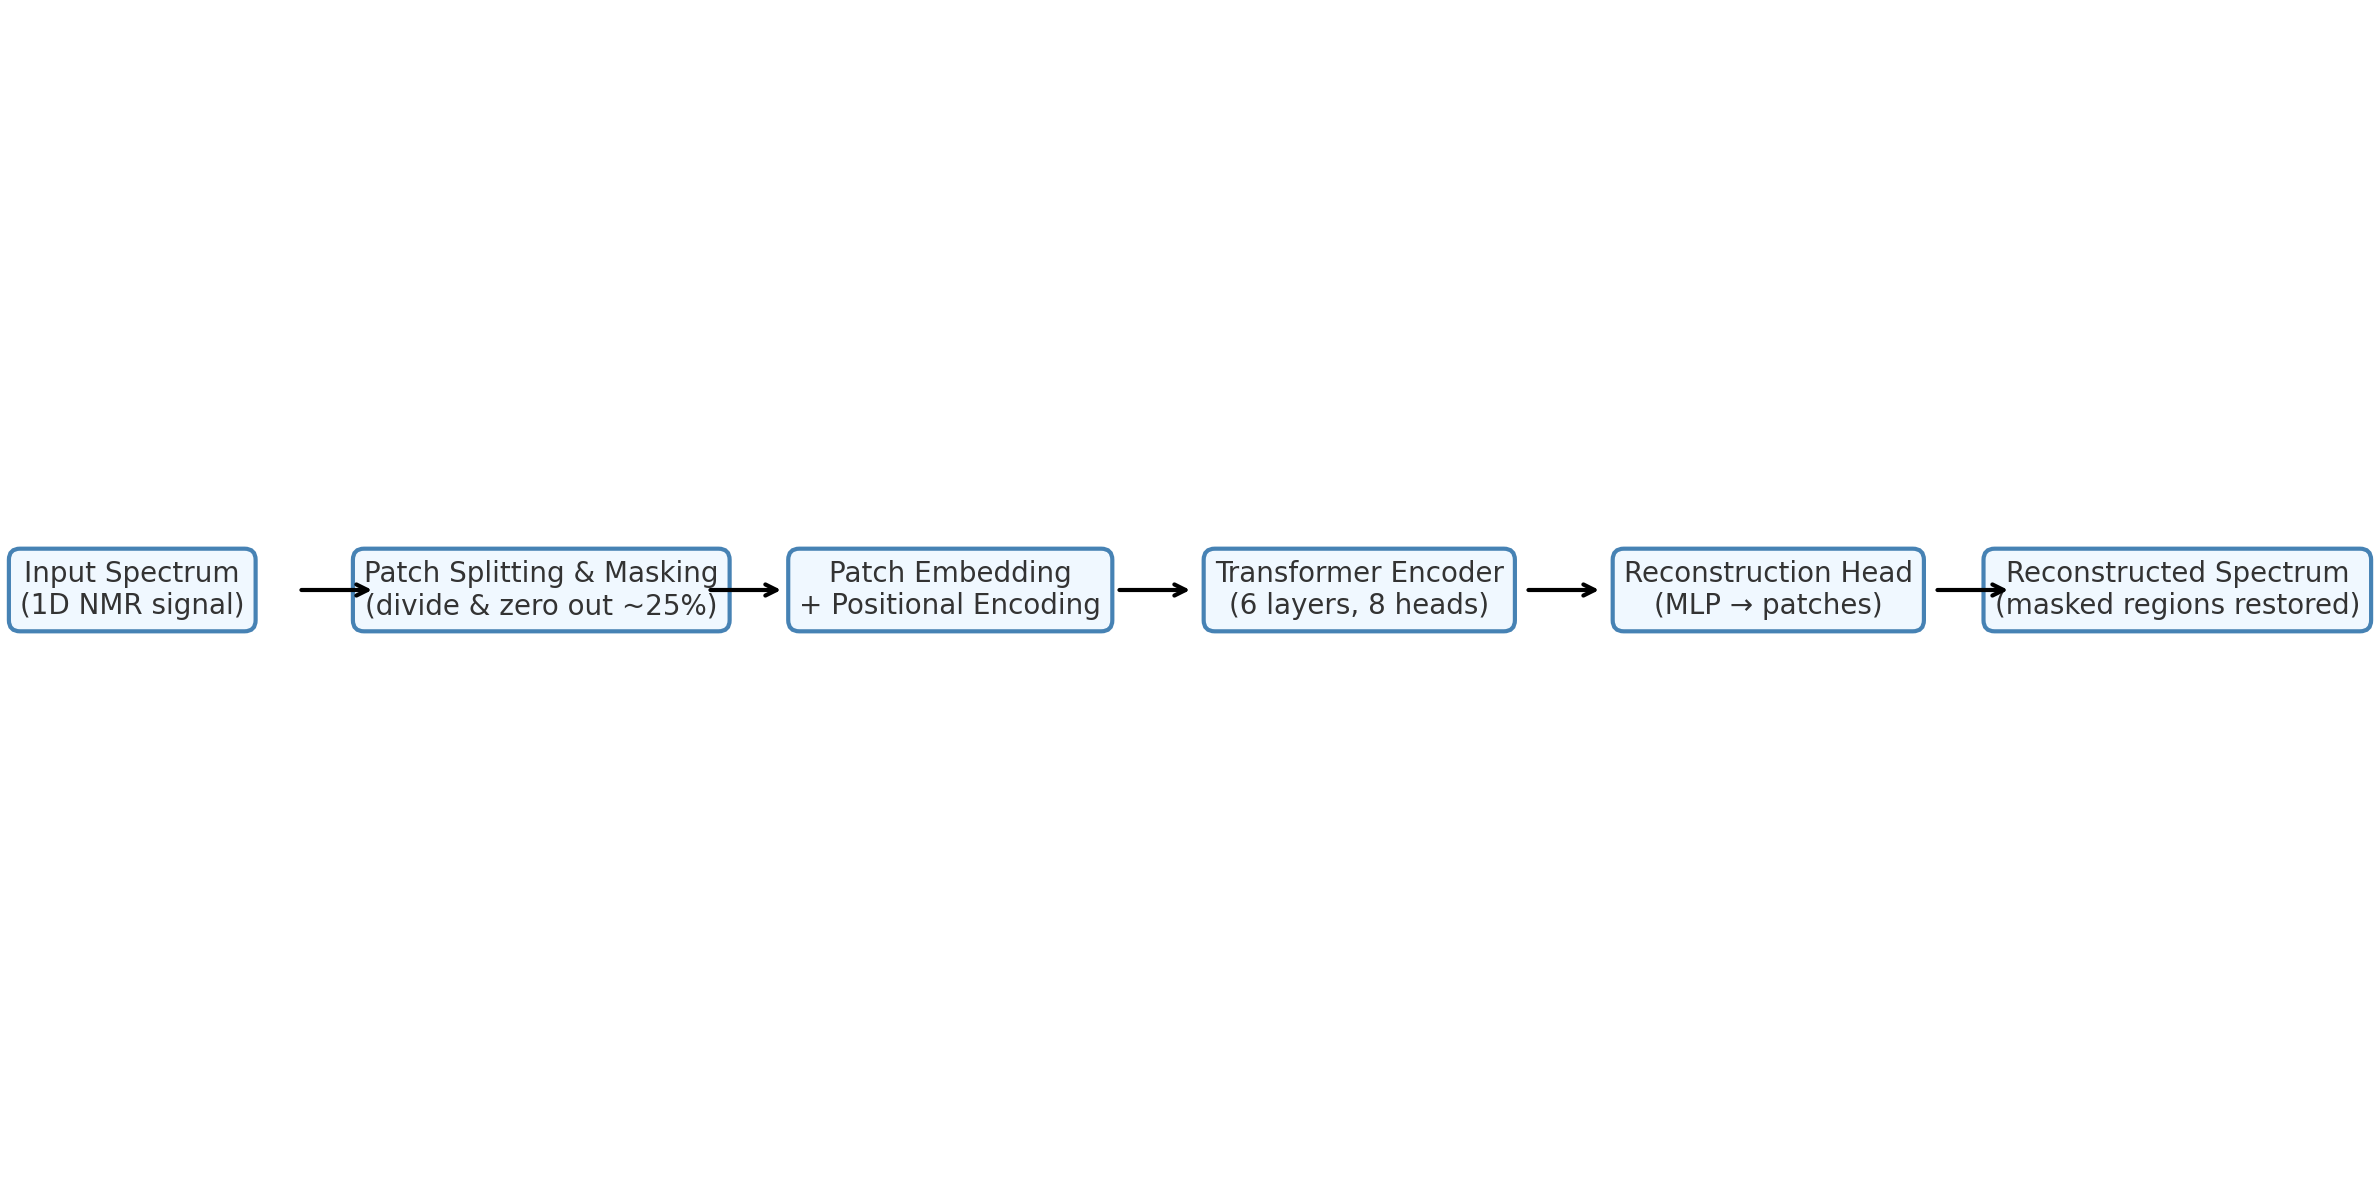 Input Spectrum
(1D NMR signal)
Patch Splitting & Masking
(divide & zero out ~25%)
Patch Embedding
+ Positional Encoding
Transformer Encoder
(6 layers, 8 heads)
Reconstruction Head
(MLP → patches)
Reconstructed Spectrum
(masked regions restored)